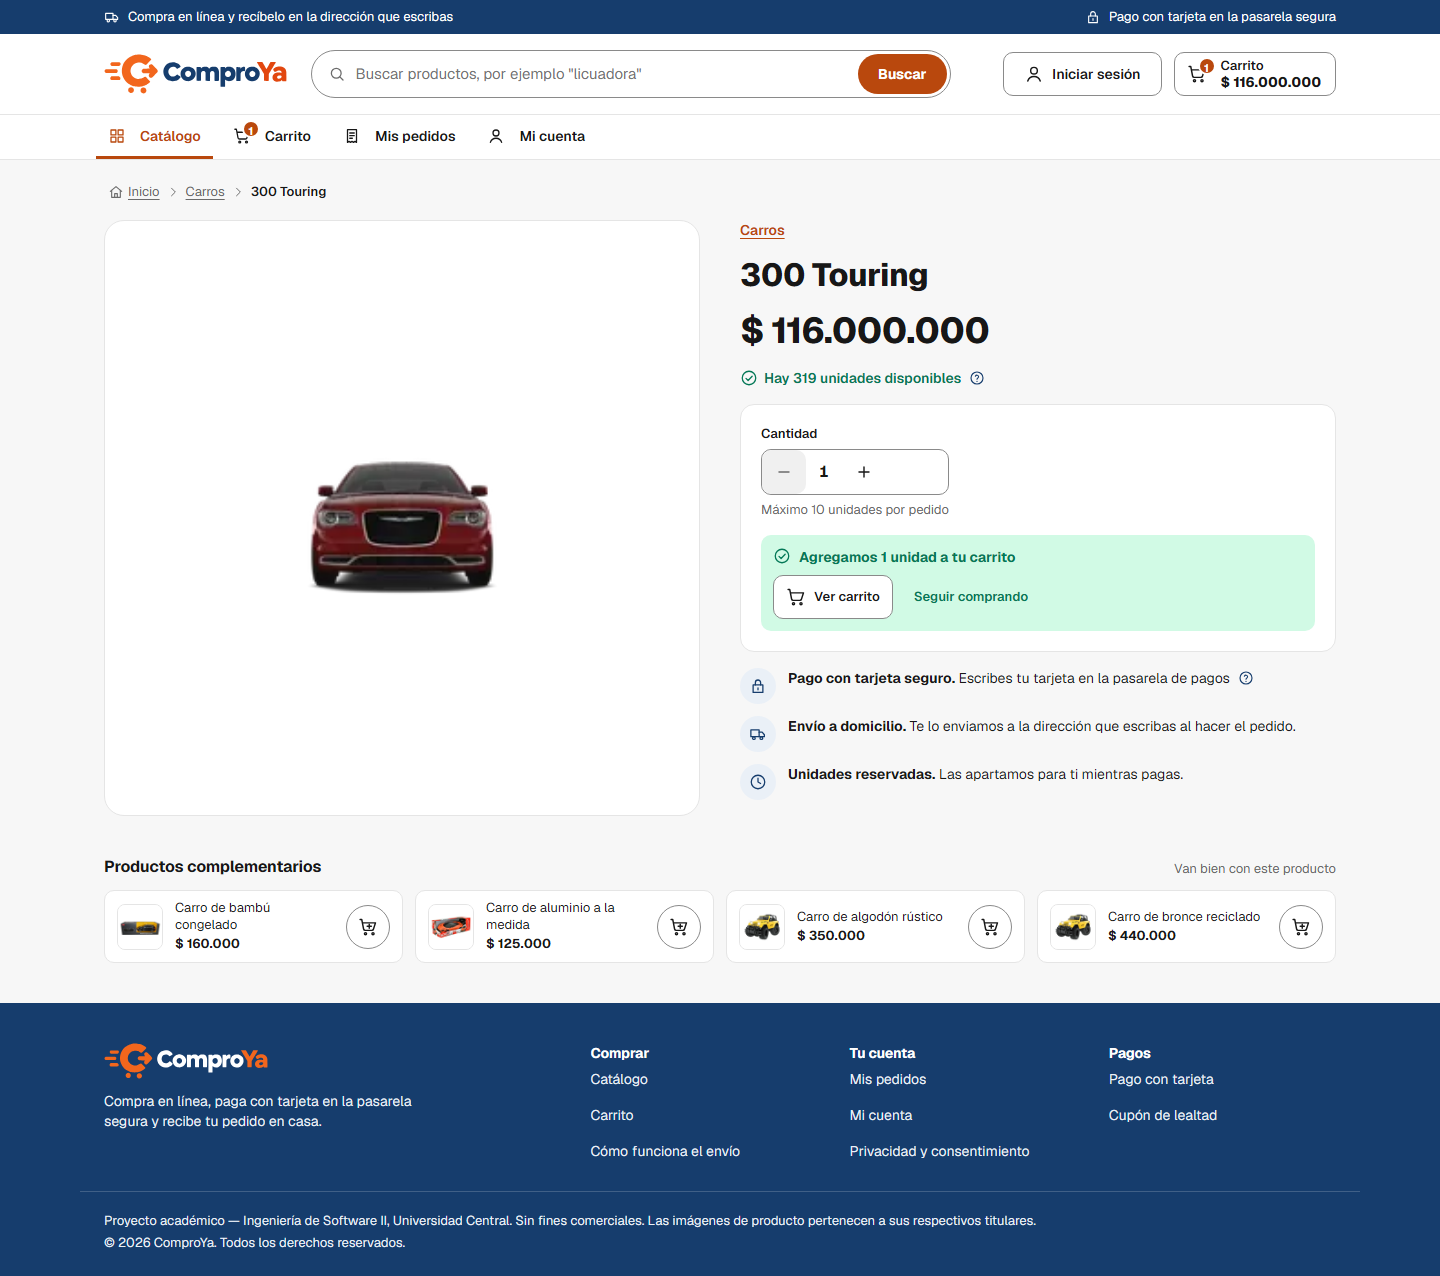 Compra en línea y recíbelo en la dirección que escribas
Pago con tarjeta en la pasarela segura
ComproYa
Buscar productos, por ejemplo "licuadora"
Buscar
Iniciar sesión
1
Carrito
$ 116.000.000
Catálogo
1
Carrito
Mis pedidos
Mi cuenta
Inicio
Carros
300 Touring
Carros
300 Touring
$ 116.000.000
Hay 319 unidades disponibles
Cantidad
1
Máximo 10 unidades por pedido
Agregamos 1 unidad a tu carrito
Ver carrito
Seguir comprando
Pago con tarjeta seguro. Escribes tu tarjeta en la pasarela de pagos
Envío a domicilio. Te lo enviamos a la dirección que escribas al hacer el pedido.
Unidades reservadas. Las apartamos para ti mientras pagas.
Productos complementarios
Van bien con este producto
Carro de bambú
congelado
$ 160.000
Carro de aluminio a la
medida
$ 125.000
Carro de algodón rústico
$ 350.000
Carro de bronce reciclado
$ 440.000
ComproYa
Compra en línea, paga con tarjeta en la pasarela
segura y recibe tu pedido en casa.
Comprar
Catálogo
Carrito
Cómo funciona el envío
Tu cuenta
Mis pedidos
Mi cuenta
Privacidad y consentimiento
Pagos
Pago con tarjeta
Cupón de lealtad
Proyecto académico — Ingeniería de Software II, Universidad Central. Sin fines comerciales. Las imágenes de producto pertenecen a sus respectivos titulares.
© 2026 ComproYa. Todos los derechos reservados.